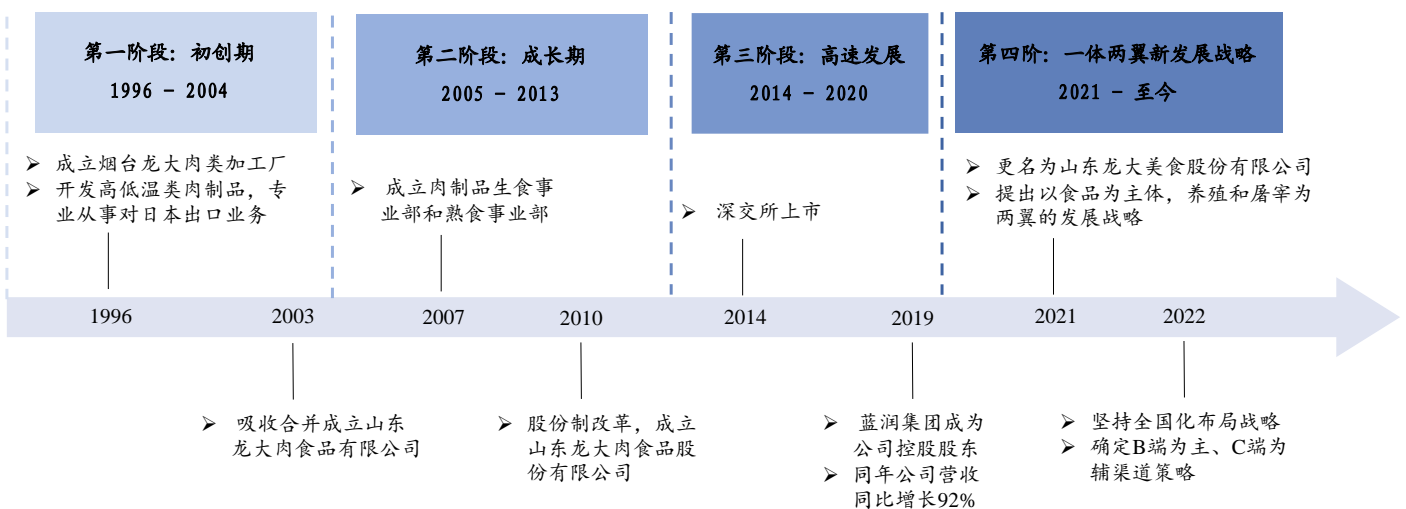 第一阶段：初创期
1996 - 2004
第二阶段：成长期
2005 - 2013
第三阶段：高速发展
2014 - 2020
第四阶：一体两翼新发展战略
2021 - 至今
➢ 成立烟台龙大肉类加工厂
➢ 开发高低温类肉制品，专
业从事对日本出口业务
➢ 成立肉制品生食事
业部和熟食事业部
➢ 深交所上市
➢ 更名为山东龙大美食股份有限公司
➢ 提出以食品为主体，养殖和屠宰为
两翼的发展战略
1996
2003
2007
2010
2014
2019
2021
2022
➢ 吸收合并成立山东
龙大肉食品有限公司
➢ 股份制改革，成立
山东龙大肉食品股
份有限公司
➢ 蓝润集团成为
公司控股股东
➢ 同年公司营收
同比增长92%
➢ 坚持全国化布局战略
➢ 确定B端为主、C端为
辅渠道策略